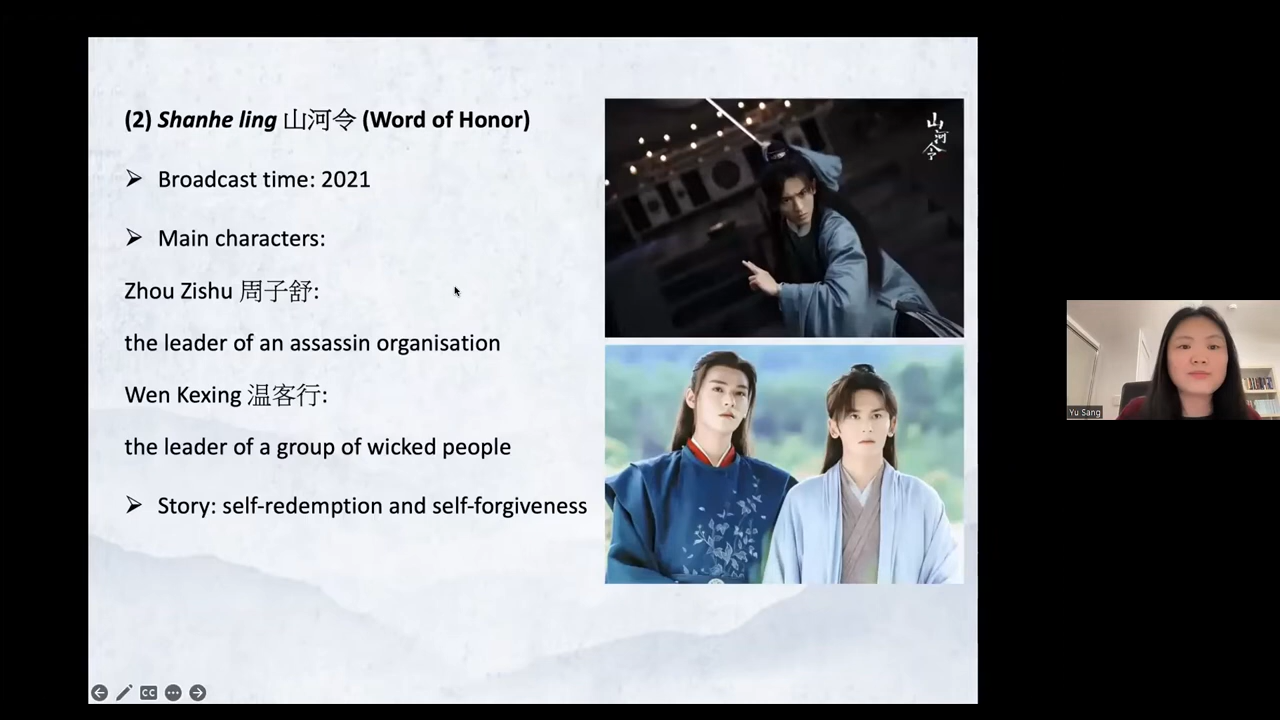 (2) Shanhe ling 山河令 (Word of Honor)
➢ Broadcast time: 2021
➢ Main characters:
Zhou Zishu 周子舒:
the leader of an assassin organisation
Wen Kexing 温客行:
the leader of a group of wicked people
➢ Story: self-redemption and self-forgiveness
山河令
Yu Sang
CC